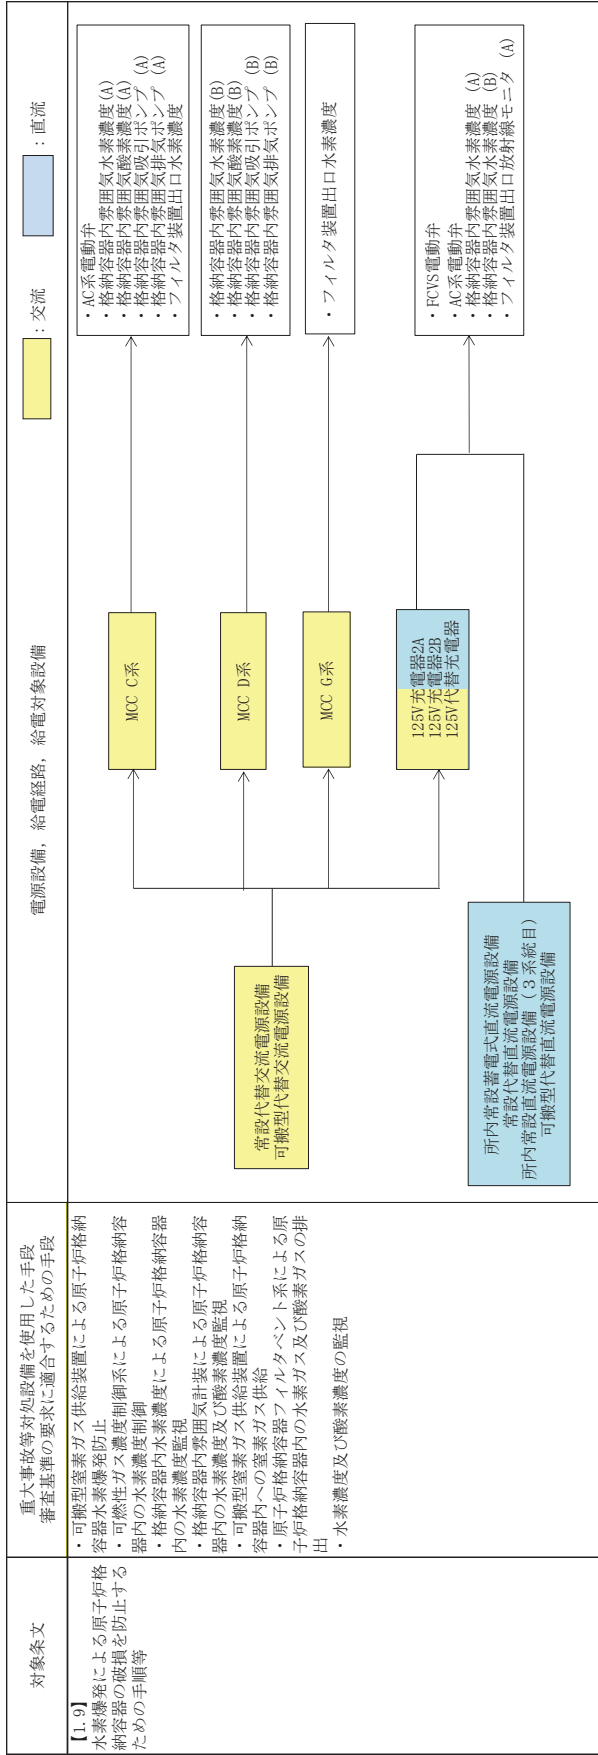 対象条文
重大事故等対処設備を使用した手段
審査基準の要求に適合するための手段
電源設備，給電経路，給電対象設備
：交流
：直流
【1.9】
水素爆発による原子炉格
納容器の破損を防止する
ための手順等
・可搬型窒素ガス供給装置による原子炉格納
容器水素爆発防止
・可燃性ガス濃度制御系による原子炉格納容
器内の水素濃度制御
・格納容器内水素濃度による原子炉格納容器
内の水素濃度監視
・格納容器内雰囲気計装による原子炉格納容
器内の水素濃度及び酸素濃度監視
・可搬型窒素ガス供給装置による原子炉格納
容器内への窒素ガス供給
・原子炉格納容器フィルタベント系による原
子炉格納容器内の水素ガス及び酸素ガスの排
出
・水素濃度及び酸素濃度の監視
常設代替交流電源設備
可搬型代替交流電源設備
所内常設蓄電式直流電源設備
常設代替直流電源設備
所内常設直流電源設備（３系統目）
可搬型代替直流電源設備
MCC C系
MCC D系
MCC G系
125V充電器2A
125V充電器2B
125V代替充電器
・AC系電動弁
・格納容器内雰囲気水素濃度(A)
・格納容器内雰囲気酸素濃度(A)
・格納容器内雰囲気吸引ポンプ (A)
・格納容器内雰囲気排気ポンプ (A)
・フィルタ装置出口水素濃度
・格納容器内雰囲気水素濃度(B)
・格納容器内雰囲気酸素濃度(B)
・格納容器内雰囲気吸引ポンプ (B)
・格納容器内雰囲気排気ポンプ (B)
・フィルタ装置出口水素濃度
・FCVS電動弁
・AC系電動弁
・格納容器内雰囲気水素濃度 (A)
・格納容器内雰囲気水素濃度 (B)
・フィルタ装置出口放射線モニタ (A)